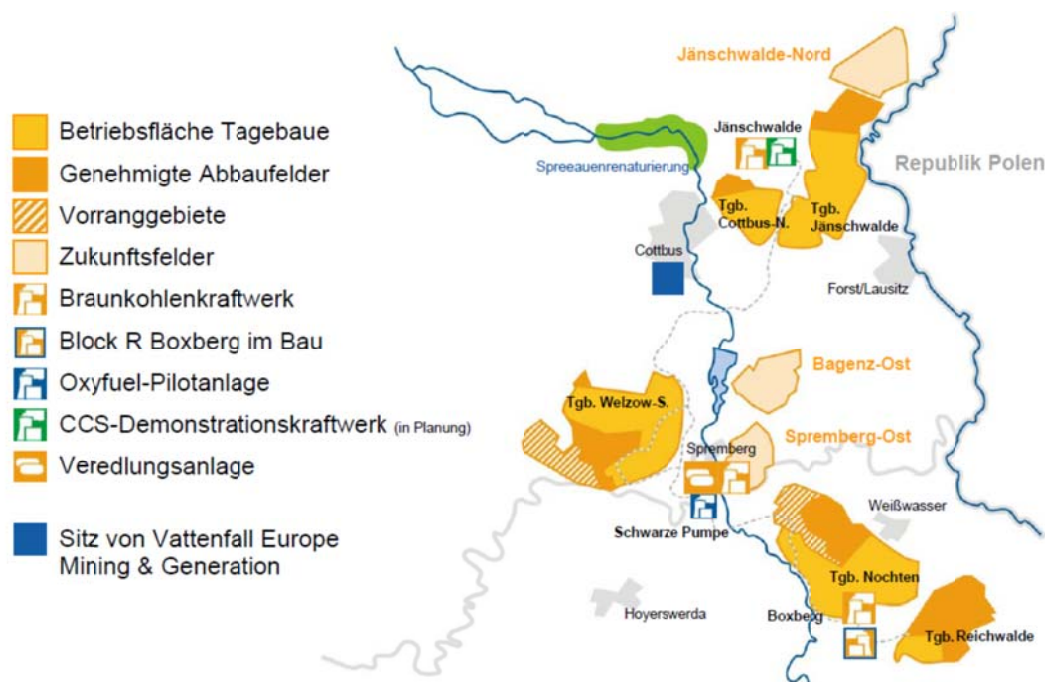 Betriebsfläche Tagebaue
Genehmigte Abbaufelder
Vorranggebiete
Zukunftsfelder
Braunkohlenkraftwerk
Block R Boxberg im Bau
Oxyfuel-Pilotanlage
CCS-Demonstrationskraftwerk (in Planung)
Veredlungsanlage
Sitz von Vattenfall Europe
Mining & Generation
Jänschwalde-Nord
Jänschwalde
Republik Polen
Spreeauenrenaturierung
Tgb.
Cottbus-N.
Tgb.
Jänschwalde
Cottbus
Forst/Lausitz
Bagenz-Ost
Tgb. Welzow-S.
Spremberg-Ost
Spremberg
Weißwasser
Schwarze Pumpe
Tgb. Nochten
Hoyerswerda
Boxberg
Tgb. Reichwalde